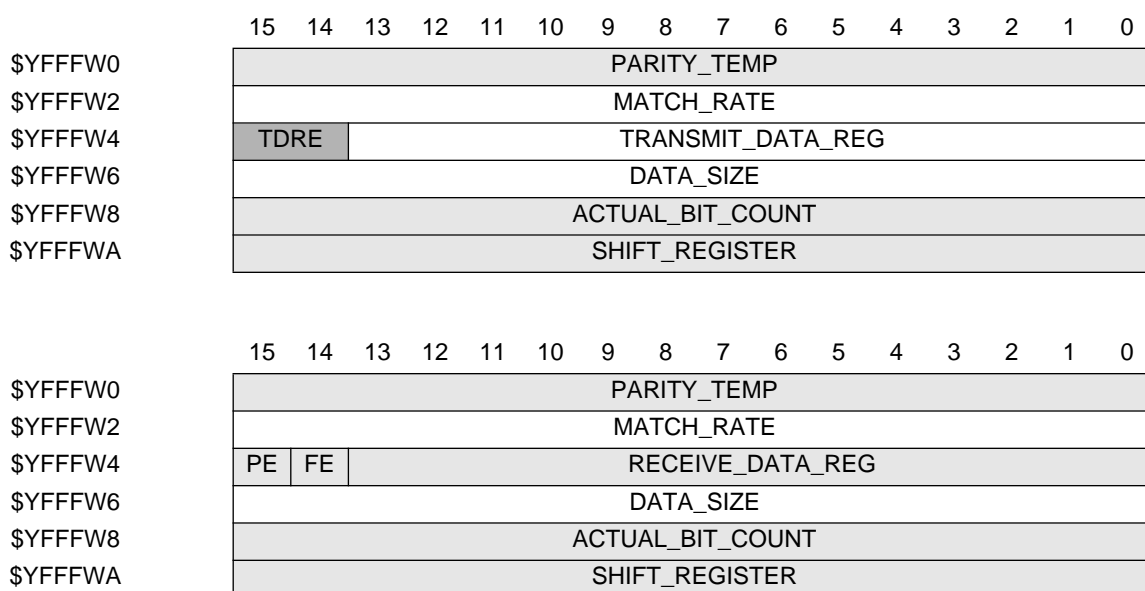 15 14 13 12 11 10 9 8 7 6 5 4 3 2 1 0
$YFFFW0 PARITY_TEMP
$YFFFW2 MATCH_RATE
$YFFFW4 TDRE TRANSMIT_DATA_REG
$YFFFW6 DATA_SIZE
$YFFFW8 ACTUAL_BIT_COUNT
$YFFFWA SHIFT_REGISTER
15 14 13 12 11 10 9 8 7 6 5 4 3 2 1 0
$YFFFW0 PARITY_TEMP
$YFFFW2 MATCH_RATE
$YFFFW4 PE FE RECEIVE_DATA_REG
$YFFFW6 DATA_SIZE
$YFFFW8 ACTUAL_BIT_COUNT
$YFFFWA SHIFT_REGISTER